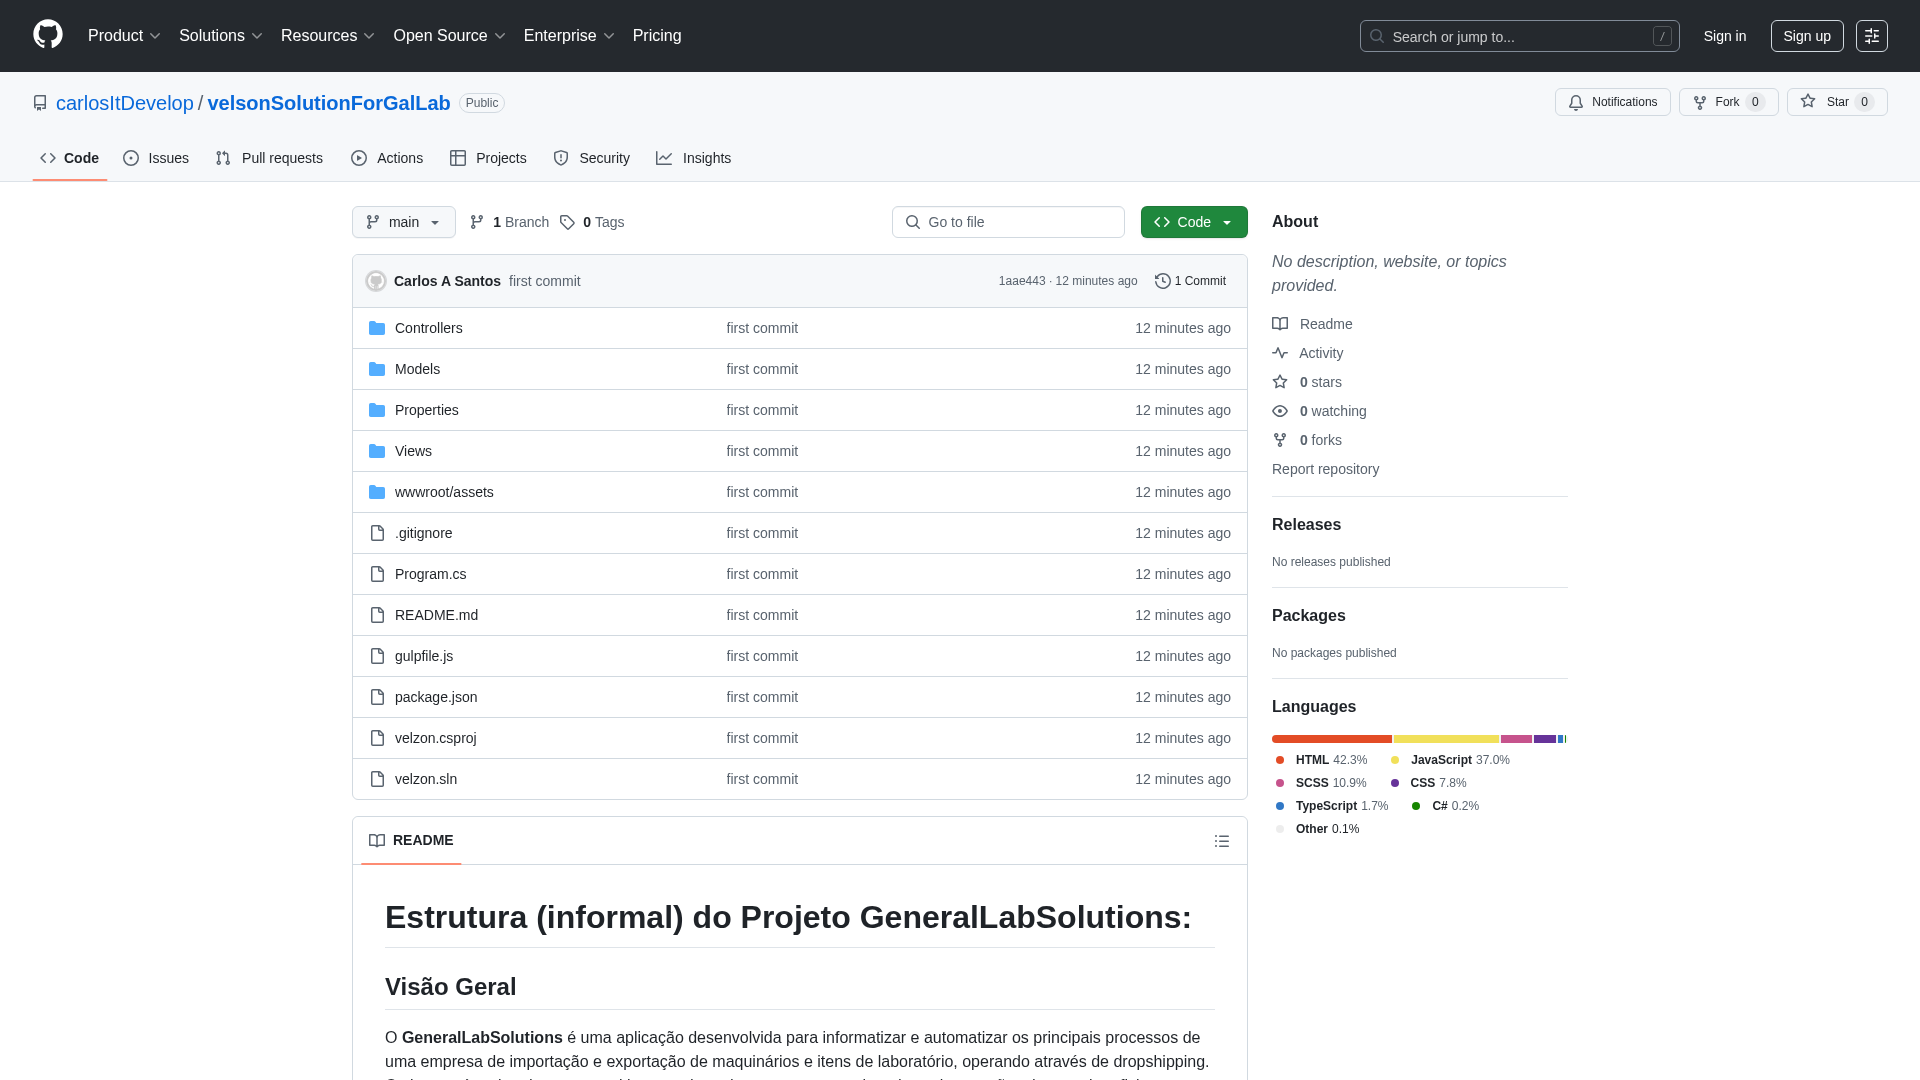 Product Solutions Resources Open Source Enterprise Pricing Search or jump to... / Sign in Sign up
carlosItDevelop / velsonSolutionForGalLab Public Notifications Fork 0 Star 0
Code Issues Pull requests Actions Projects Security Insights
main 1 Branch 0 Tags Go to file Code
Carlos A Santos first commit 1aae443 · 12 minutes ago 1 Commit
Controllers first commit 12 minutes ago
Models first commit 12 minutes ago
Properties first commit 12 minutes ago
Views first commit 12 minutes ago
wwwroot/assets first commit 12 minutes ago
.gitignore first commit 12 minutes ago
Program.cs first commit 12 minutes ago
README.md first commit 12 minutes ago
gulpfile.js first commit 12 minutes ago
package.json first commit 12 minutes ago
velzon.csproj first commit 12 minutes ago
velzon.sln first commit 12 minutes ago
README
Estrutura (informal) do Projeto GeneralLabSolutions:
Visão Geral
O GeneralLabSolutions é uma aplicação desenvolvida para informatizar e automatizar os principais processos de
uma empresa de importação e exportação de maquinários e itens de laboratório, operando através de dropshipping.
About
No description, website, or topics
provided.
Readme
Activity
0 stars
0 watching
0 forks
Report repository
Releases
No releases published
Packages
No packages published
Languages
HTML 42.3% JavaScript 37.0%
SCSS 10.9% CSS 7.8%
TypeScript 1.7% C# 0.2%
Other 0.1%